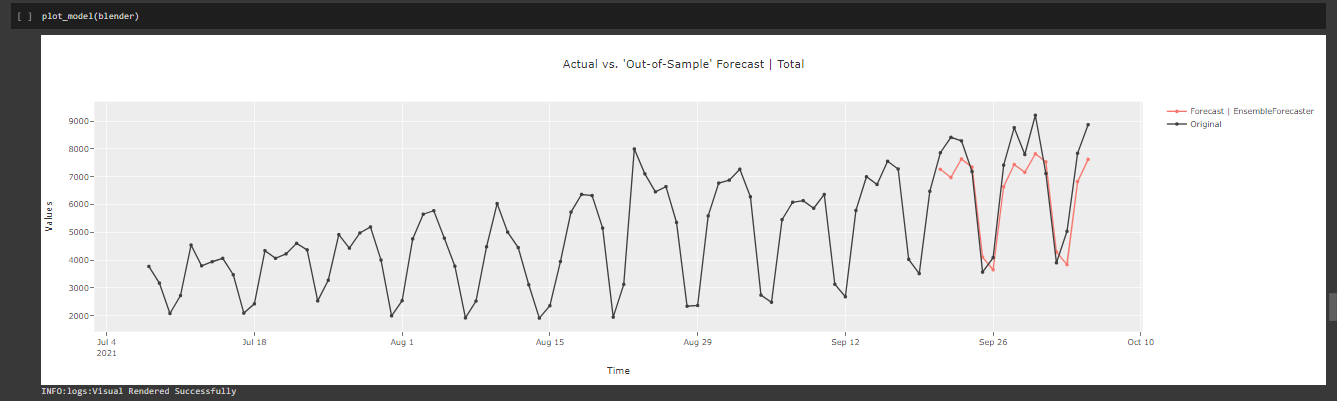 [ ] plot_model(blender)
Actual vs. 'Out-of-Sample' Forecast | Total
Forecast | EnsembleForecaster
Original
9000
8000
7000
6000
5000
4000
3000
2000
Values
Jul 4
2021
Jul 18
Aug 1
Aug 15
Aug 29
Sep 12
Sep 26
Oct 10
Time
INFO:logs:Visual Rendered Successfully